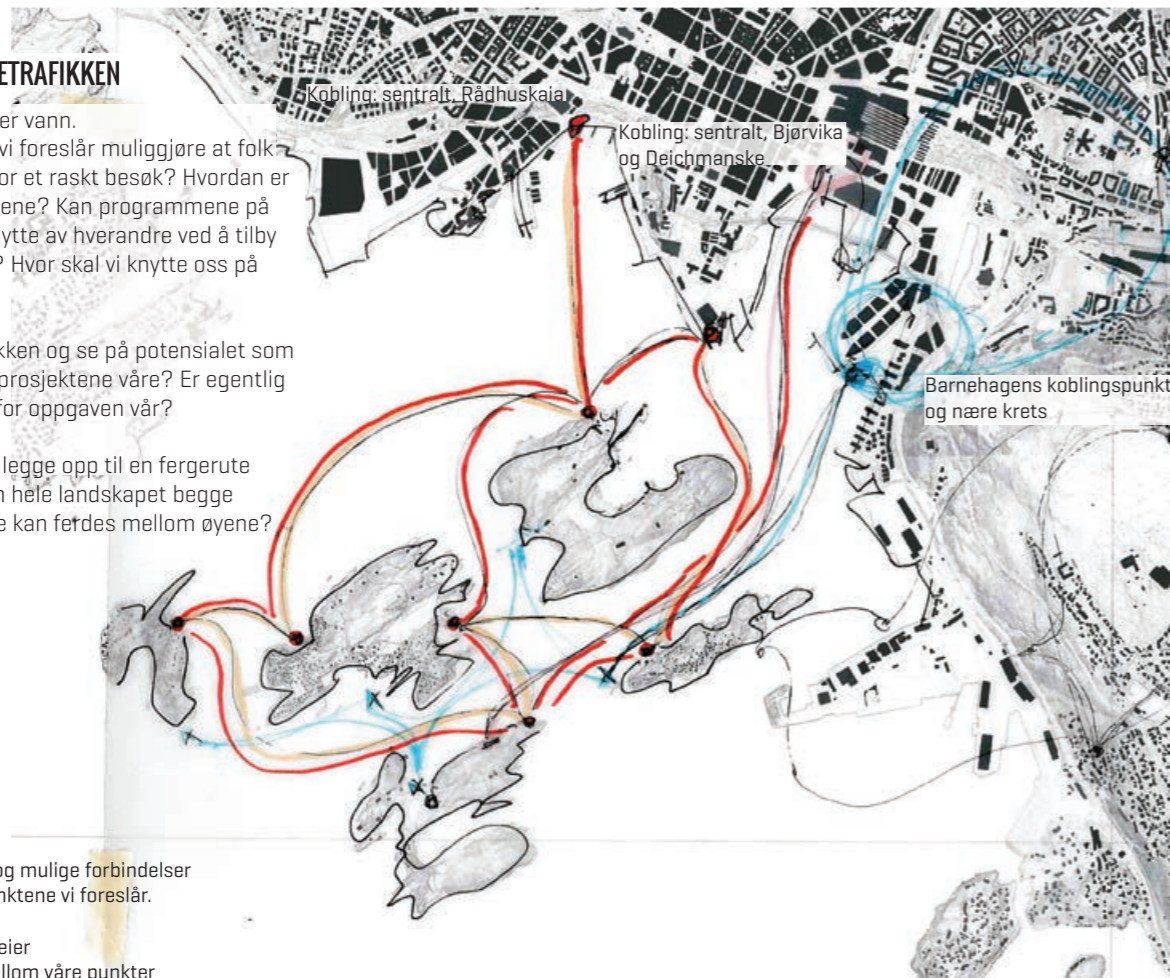 ETRAFIKKEN
er vann.
vi foreslår muliggjøre at folk
or et raskt besøk? Hvordan er
ene? Kan programmene på
ytte av hverandre ved å tilby
? Hvor skal vi knytte oss på
kken og se på potensialet som
prosjektene våre? Er egentlig
for oppgaven vår?
legge opp til en fergerute
n hele landskapet begge
e kan ferdes mellom øyene?
Kobling: sentralt, Rådhuskaia
Kobling: sentralt, Bjørvika
og Deichmanske
Barnehagens koblingspunkt
og nære krets
og mulige forbindelser
nktene vi foreslår.
eier
llom våre punkter